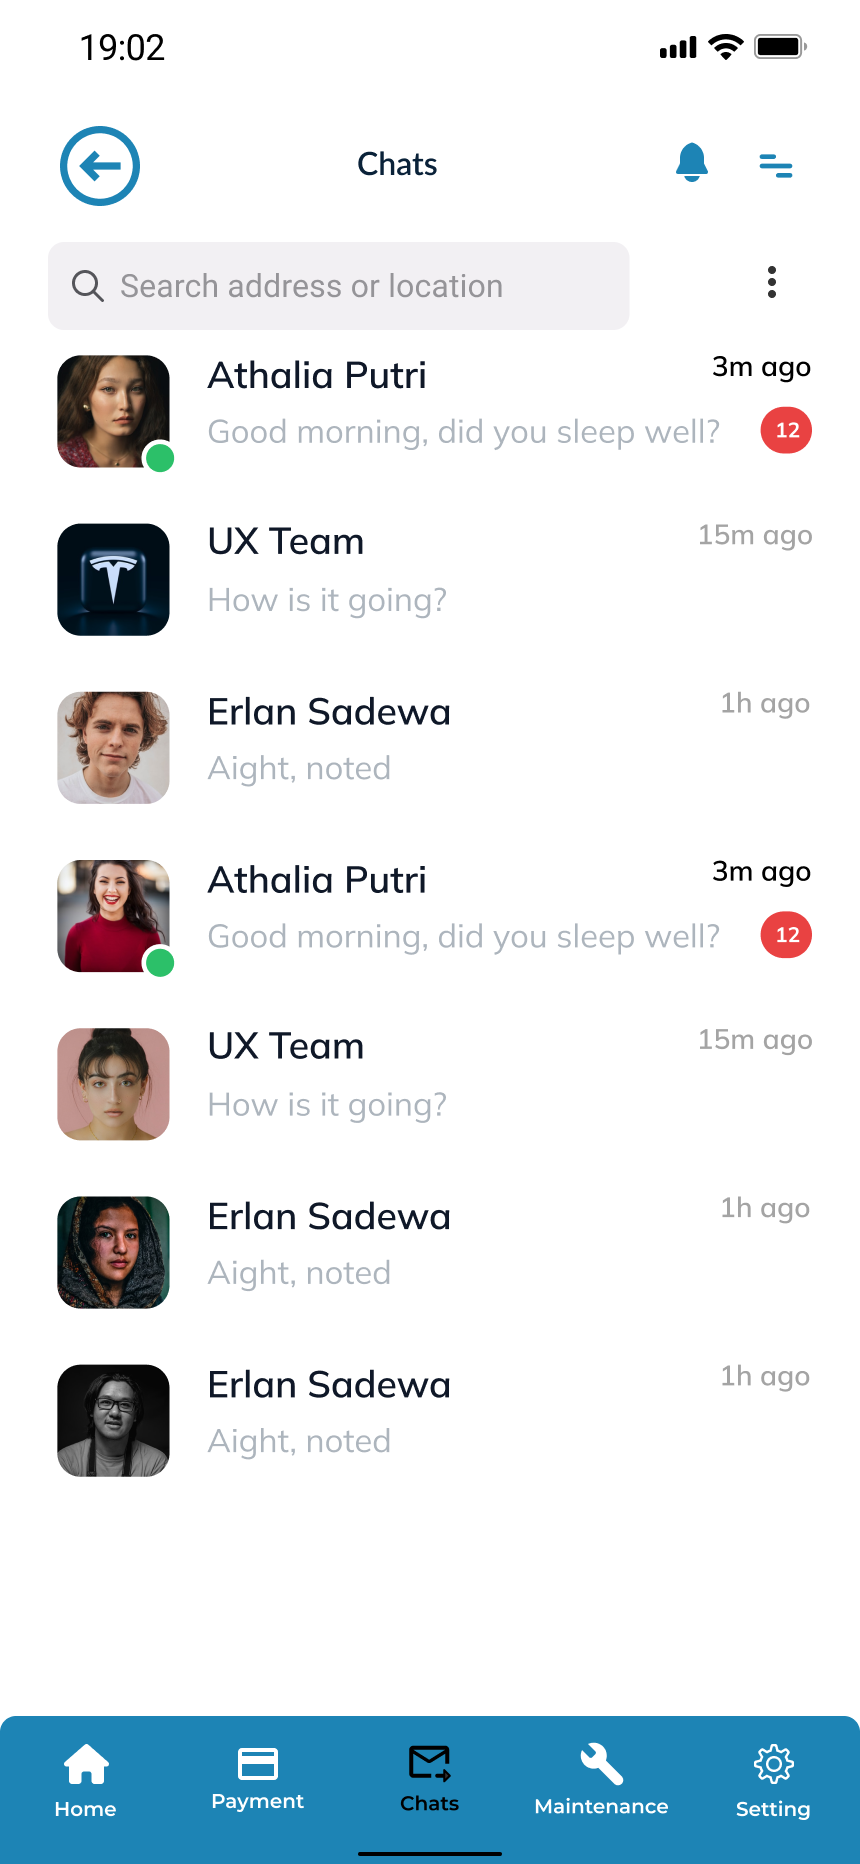 19:02
Chats
Search address or location
Athalia Putri
3m ago
Good morning, did you sleep well?
12
UX Team
15m ago
How is it going?
Erlan Sadewa
1h ago
Aight, noted
Athalia Putri
3m ago
Good morning, did you sleep well?
12
UX Team
15m ago
How is it going?
Erlan Sadewa
1h ago
Aight, noted
Erlan Sadewa
1h ago
Aight, noted
Home
Payment
Chats
Maintenance
Setting